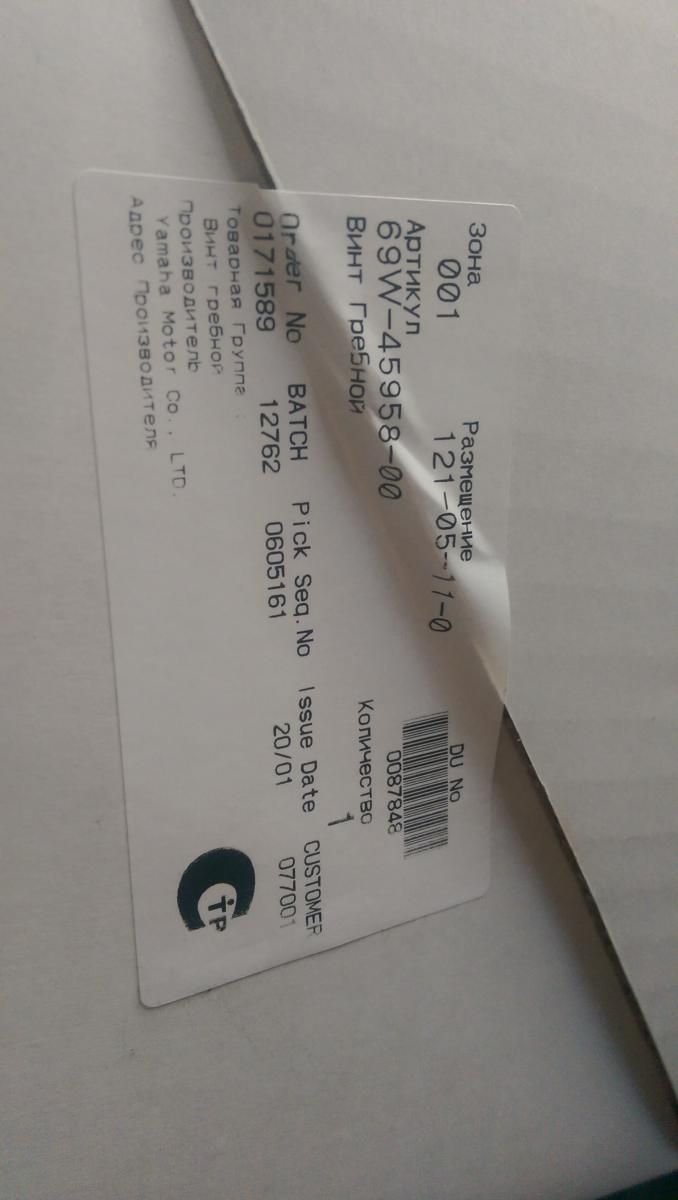 Зона Размещение DU No
001 121-05-11-0
0087848
Артикул
69W-45958-00
Винт Гребной Количество
1
Order No BATCH Pick Seq.No Issue Date CUSTOMER
0171589 12762 0605161 20/01 077001
Товарная Группа :
Винт гребной
Производитель
Yamaha Motor Co., LTD.
Адрес Производителя
СТР